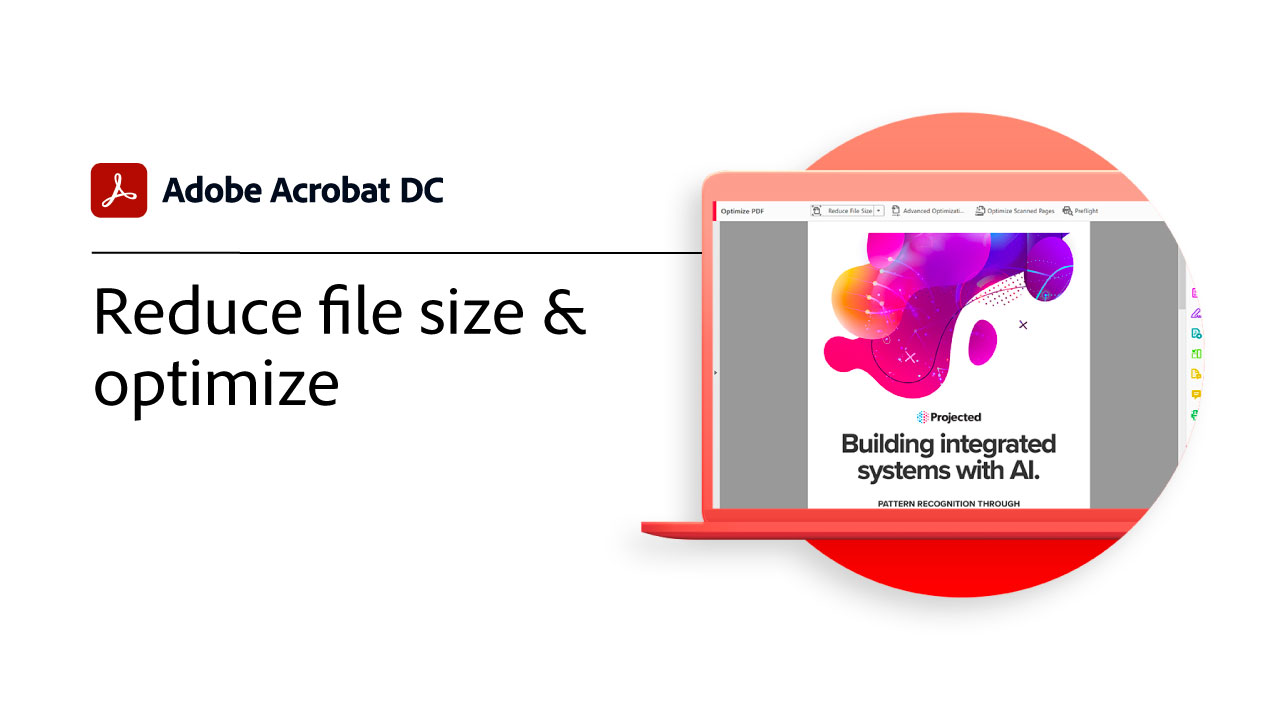 Adobe Acrobat DC
Reduce file size &
optimize
Optimize PDF
Reduce File Size
Advanced Optimizati...
Optimize Scanned Pages
Preflight
Projected
Building integrated
systems with AI.
PATTERN RECOGNITION THROUGH